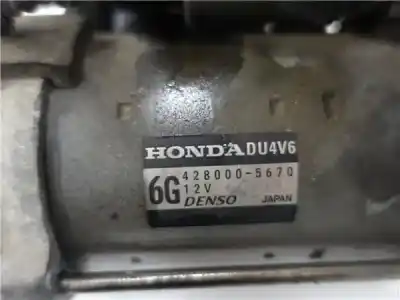 HONDA DU4V6
6G 428000-5670
12V
DENSO JAPAN